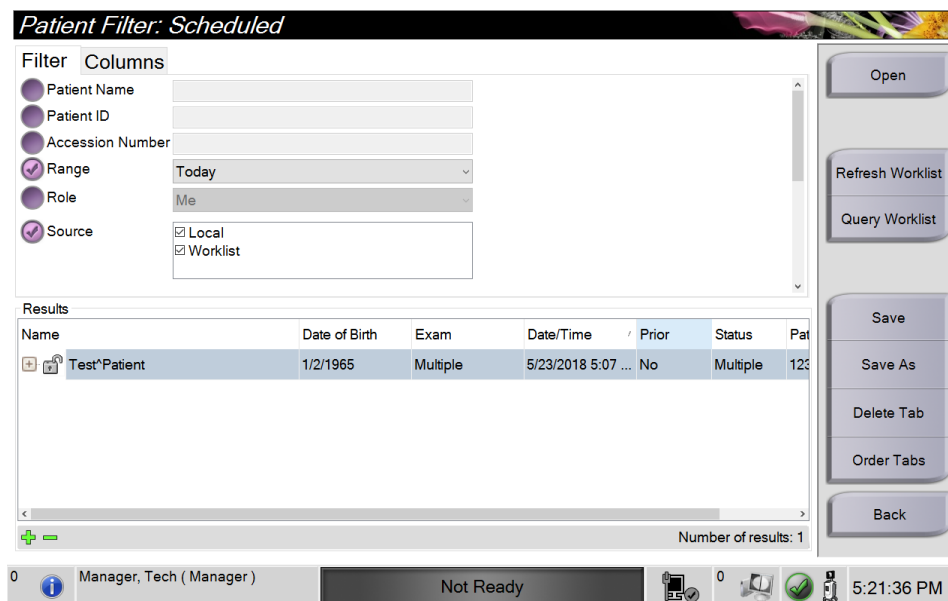 Patient Filter: Scheduled
Filter Columns
Open
Patient Name
Patient ID
Accession Number
Range Today
Refresh Worklist
Role Me
Query Worklist
Source Local
Worklist
Results
Save
Name Date of Birth Exam Date/Time Prior Status Pat
Test^Patient 1/2/1965 Multiple 5/23/2018 5:07 ... No Multiple 123
Save As
Delete Tab
Order Tabs
Back
Number of results: 1
0 Manager, Tech ( Manager ) Not Ready 0 5:21:36 PM